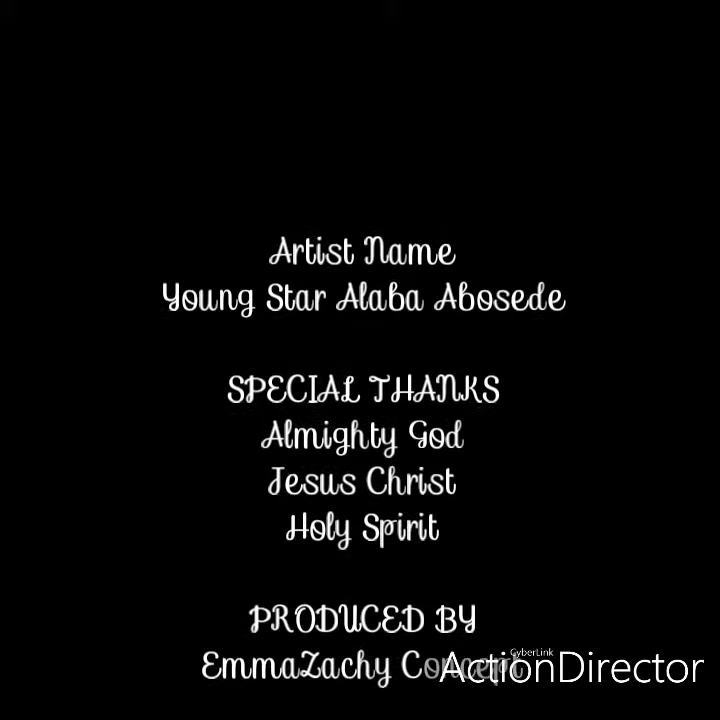 Artist Name
Young Star Alaba Abosede
SPECIAL THANKS
Almighty God
Jesus Christ
Holy Spirit
PRODUCED BY
EmmaZachy Concept
CyberLink
ActionDirector